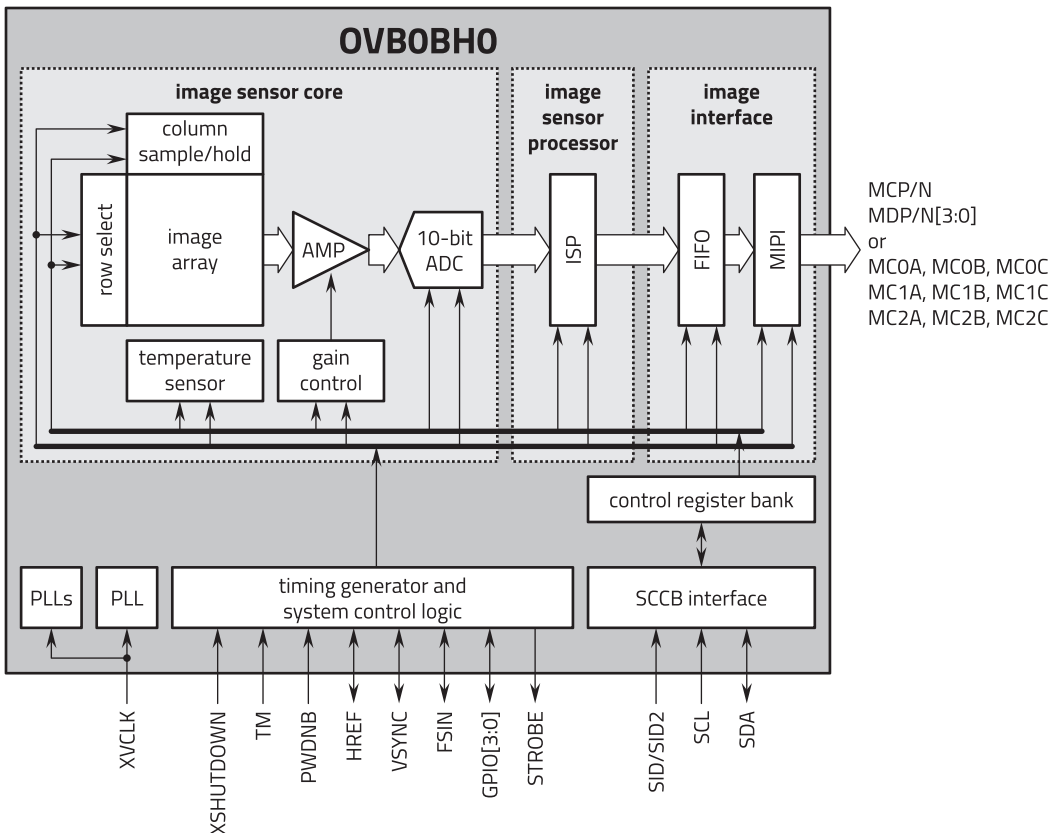 OVB0BH0
image sensor core
image
sensor
processor
image
interface
column
sample/hold
row select
image
array
AMP
10-bit
ADC
ISP
FIFO
MIPI
MCP/N
MDP/N[3:0]
or
MC0A, MC0B, MC0C
MC1A, MC1B, MC1C
MC2A, MC2B, MC2C
temperature
sensor
gain
control
control register bank
PLLs
PLL
timing generator and
system control logic
SCCB interface
XVCLK
XSHUTDOWN
TM
PWDNB
HREF
VSYNC
FSIN
GPIO[3:0]
STROBE
SID/SID2
SCL
SDA